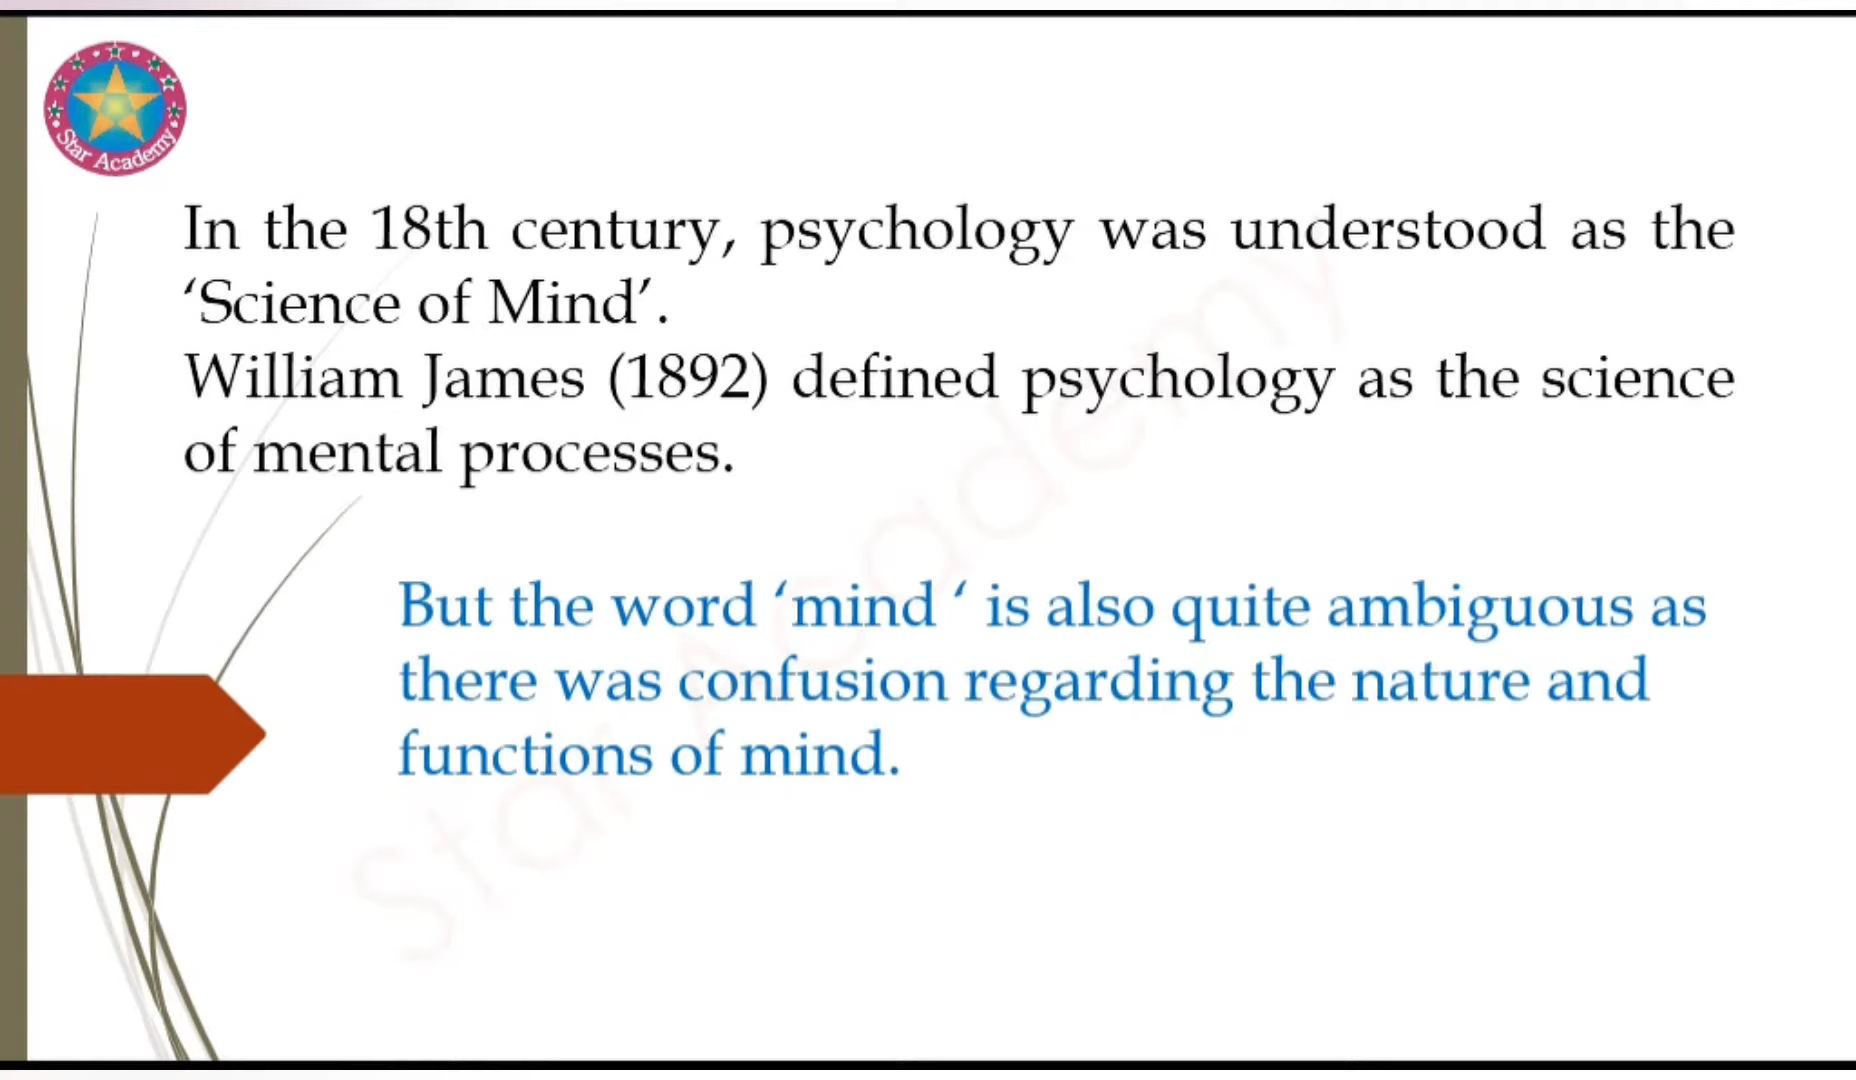 Star Academy
In the 18th century, psychology was understood as the
‘Science of Mind’.
William James (1892) defined psychology as the science
of mental processes.
But the word ‘mind ‘ is also quite ambiguous as
there was confusion regarding the nature and
functions of mind.
Star Academy